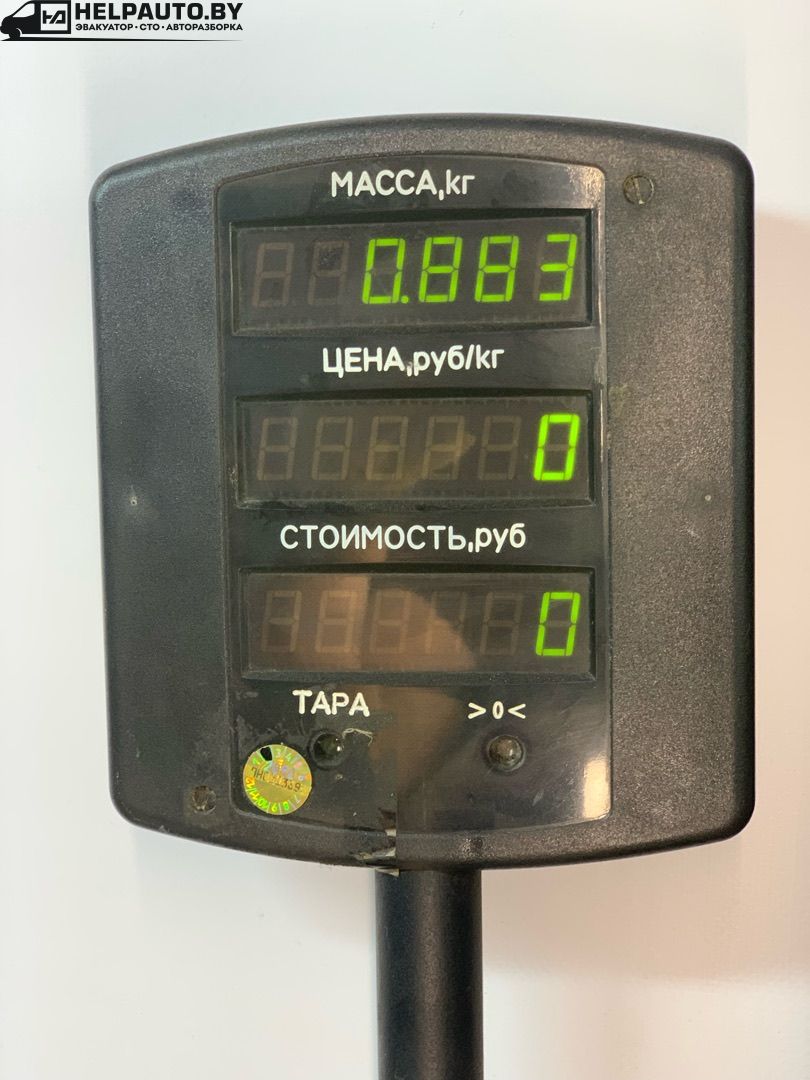 HELPAUTO.BY
ЭВАКУАТОР•СТО•АВТОРАЗБОРКА
МАССА,кг
0.883
ЦЕНА,руб/кг
0
СТОИМОСТЬ,руб
0
ТАРА >0<